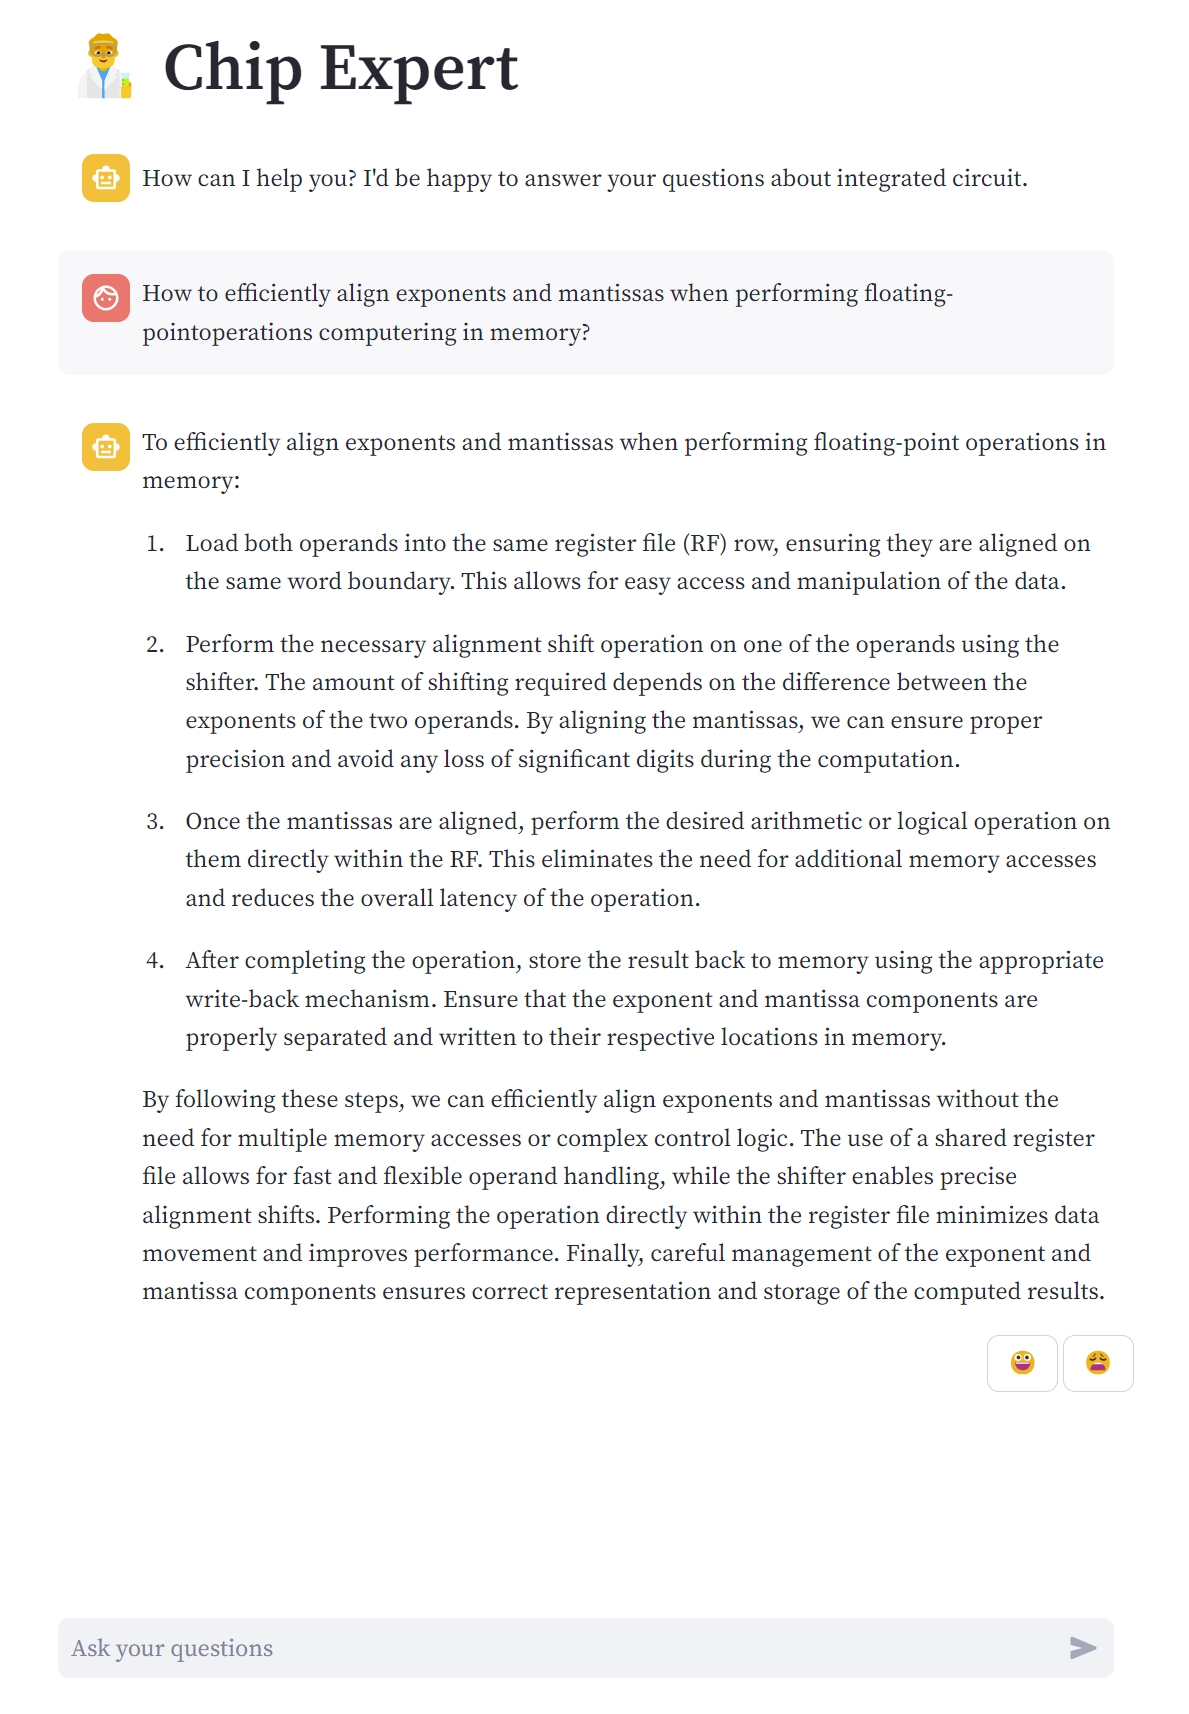 Chip Expert
How can I help you? I'd be happy to answer your questions about integrated circuit.
How to efficiently align exponents and mantissas when performing floating-
pointoperations computering in memory?
To efficiently align exponents and mantissas when performing floating-point operations in
memory:
1. Load both operands into the same register file (RF) row, ensuring they are aligned on
the same word boundary. This allows for easy access and manipulation of the data.
2. Perform the necessary alignment shift operation on one of the operands using the
shifter. The amount of shifting required depends on the difference between the
exponents of the two operands. By aligning the mantissas, we can ensure proper
precision and avoid any loss of significant digits during the computation.
3. Once the mantissas are aligned, perform the desired arithmetic or logical operation on
them directly within the RF. This eliminates the need for additional memory accesses
and reduces the overall latency of the operation.
4. After completing the operation, store the result back to memory using the appropriate
write-back mechanism. Ensure that the exponent and mantissa components are
properly separated and written to their respective locations in memory.
By following these steps, we can efficiently align exponents and mantissas without the
need for multiple memory accesses or complex control logic. The use of a shared register
file allows for fast and flexible operand handling, while the shifter enables precise
alignment shifts. Performing the operation directly within the register file minimizes data
movement and improves performance. Finally, careful management of the exponent and
mantissa components ensures correct representation and storage of the computed results.
Ask your questions